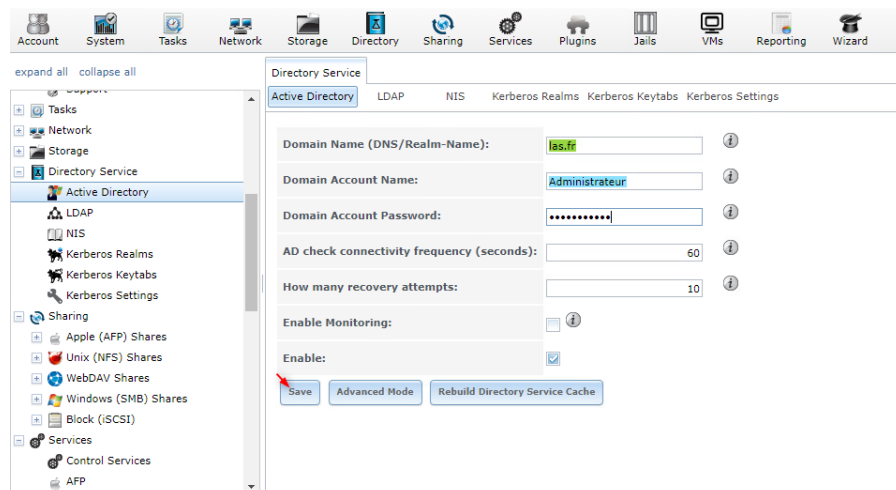 Account System Tasks Network Storage Directory Sharing Services Plugins Jails VMs Reporting Wizard
expand all collapse all
Support
Tasks
Network
Storage
Directory Service
Active Directory
LDAP
NIS
Kerberos Realms
Kerberos Keytabs
Kerberos Settings
Sharing
Apple (AFP) Shares
Unix (NFS) Shares
WebDAV Shares
Windows (SMB) Shares
Block (iSCSI)
Services
Control Services
AFP
Directory Service
Active Directory LDAP NIS Kerberos Realms Kerberos Keytabs Kerberos Settings
Domain Name (DNS/Realm-Name): las.fr
Domain Account Name: Administrateur
Domain Account Password: •••••••••••
AD check connectivity frequency (seconds): 60
How many recovery attempts: 10
Enable Monitoring:
Enable:
Save Advanced Mode Rebuild Directory Service Cache